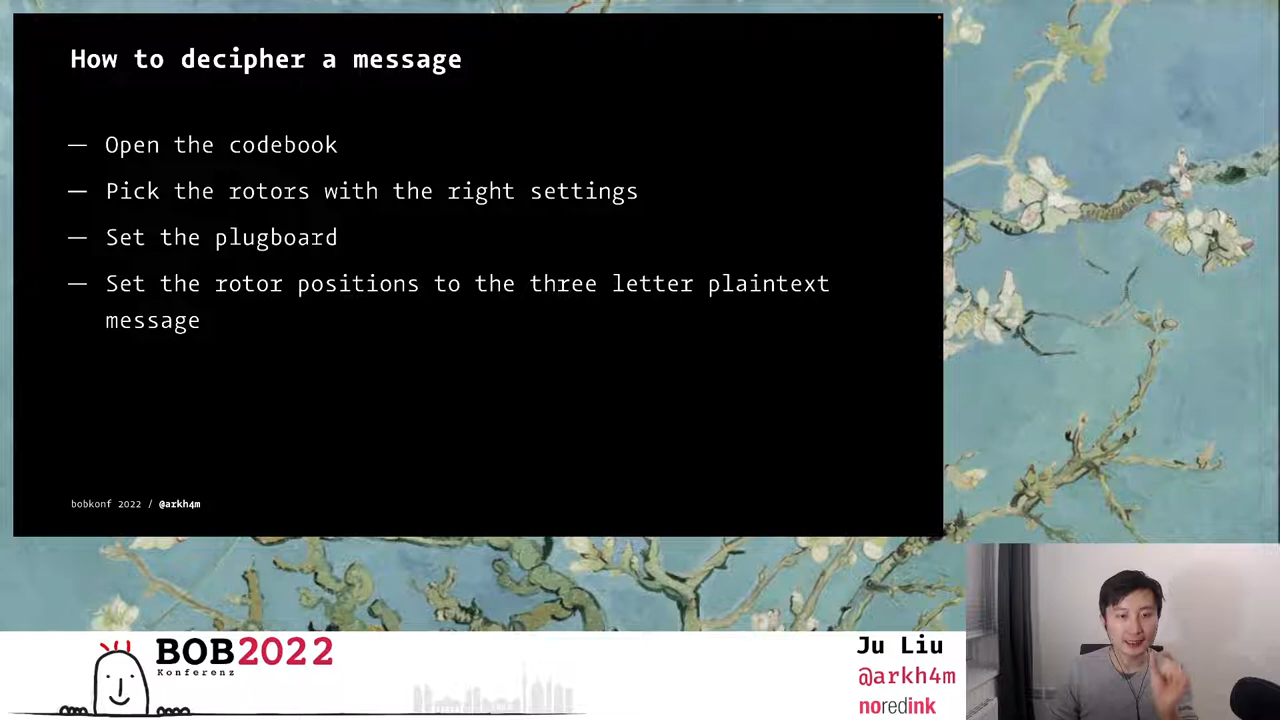 How to decipher a message
— Open the codebook
— Pick the rotors with the right settings
— Set the plugboard
— Set the rotor positions to the three letter plaintext
message
bobkonf 2022 / @arkh4m
BOB2022
Konferenz
Ju Liu
@arkh4m
noredink